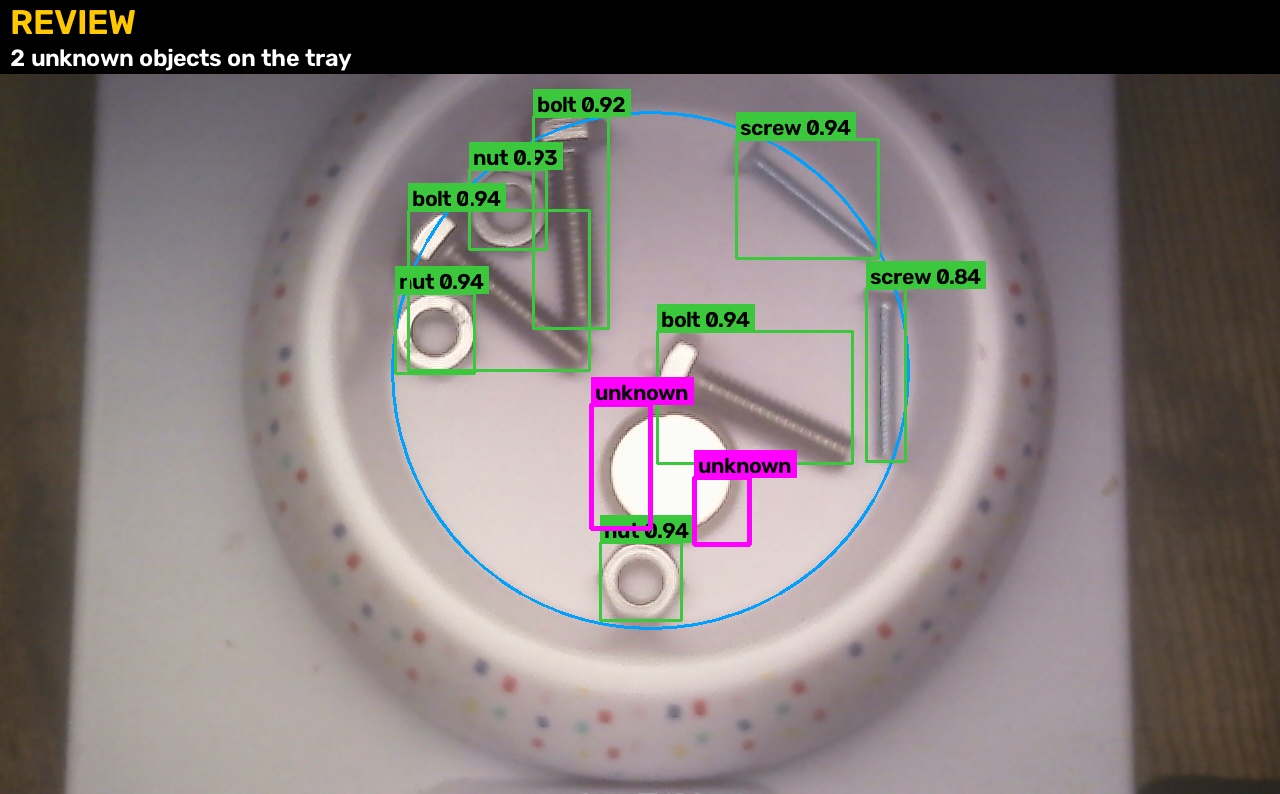 REVIEW
2 unknown objects on the tray
bolt 0.92
screw 0.94
nut 0.93
bolt 0.94
nut 0.94
screw 0.84
bolt 0.94
unknown
unknown
nut 0.94